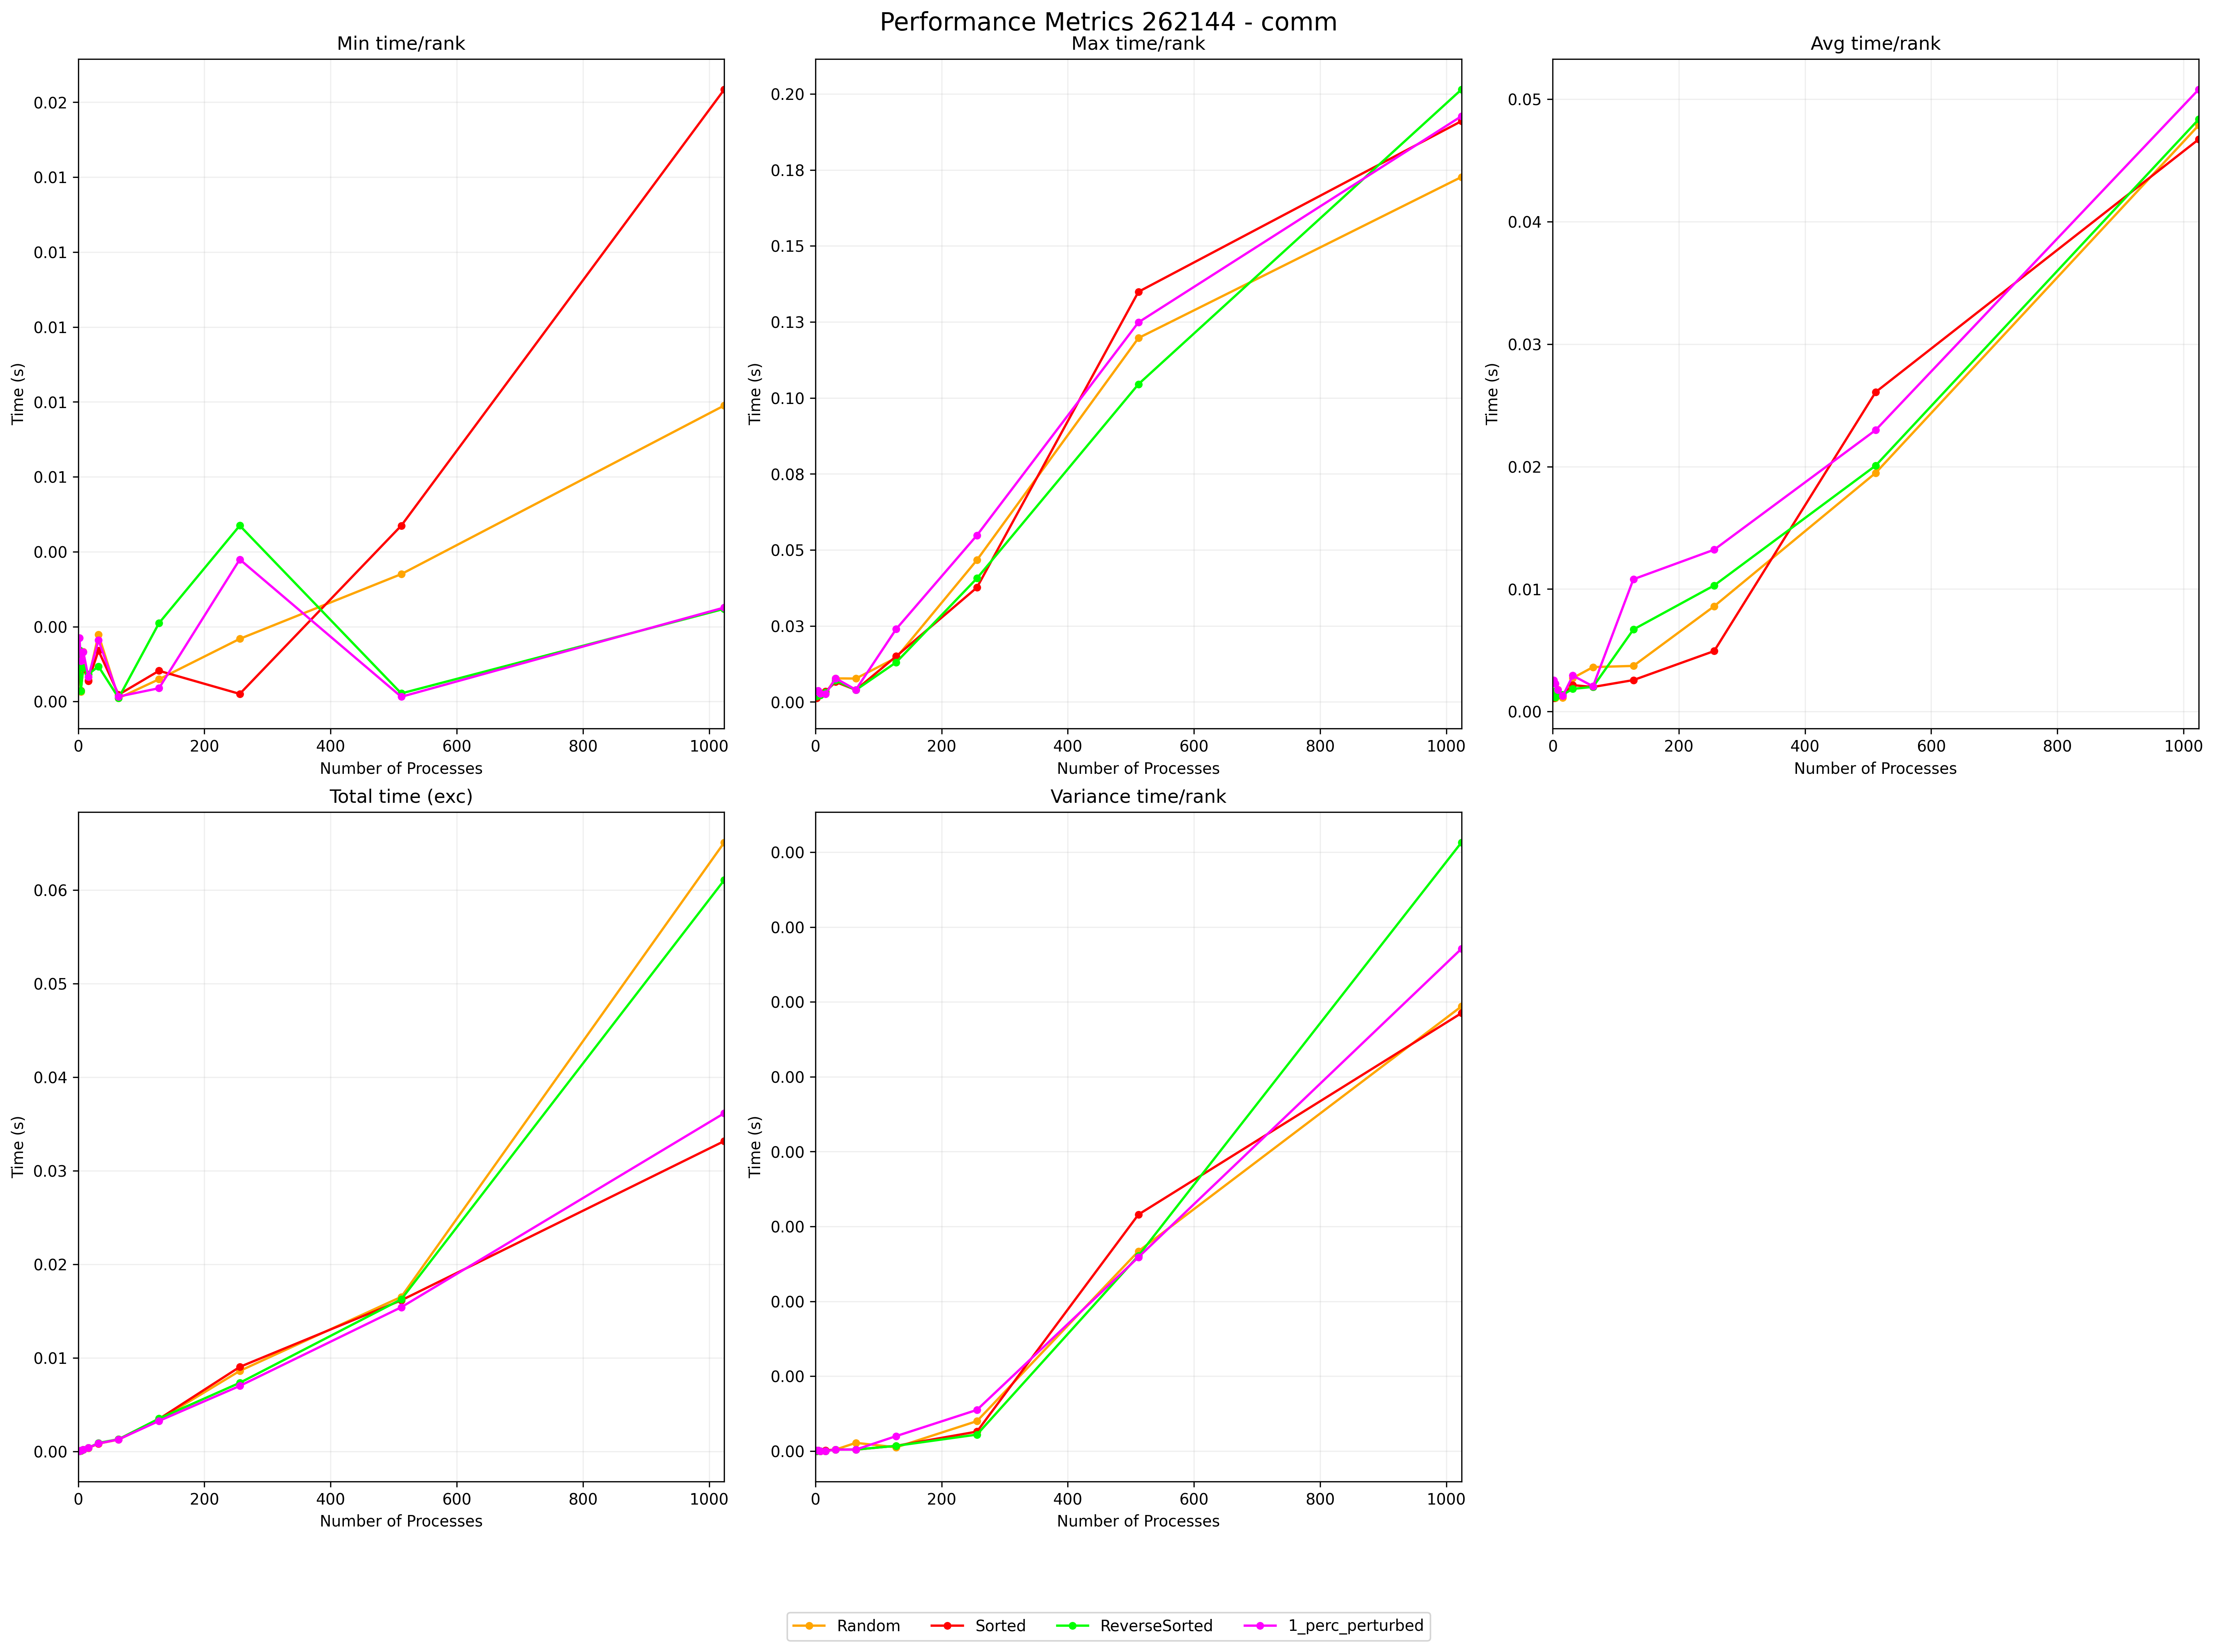 Performance Metrics 262144 - comm
Min time/rank
Max time/rank
Avg time/rank
Time (s)
0.02
0.01
0.01
0.01
0.01
0.01
0.00
0.00
0.00
0 200 400 600 800 1000
Number of Processes
Time (s)
0.20
0.18
0.15
0.13
0.10
0.08
0.05
0.03
0.00
0 200 400 600 800 1000
Number of Processes
Time (s)
0.05
0.04
0.03
0.02
0.01
0.00
0 200 400 600 800 1000
Number of Processes
Total time (exc)
Variance time/rank
Time (s)
0.06
0.05
0.04
0.03
0.02
0.01
0.00
0 200 400 600 800 1000
Number of Processes
Time (s)
0.00
0.00
0.00
0.00
0.00
0.00
0.00
0.00
0.00
0 200 400 600 800 1000
Number of Processes
Random Sorted ReverseSorted 1_perc_perturbed